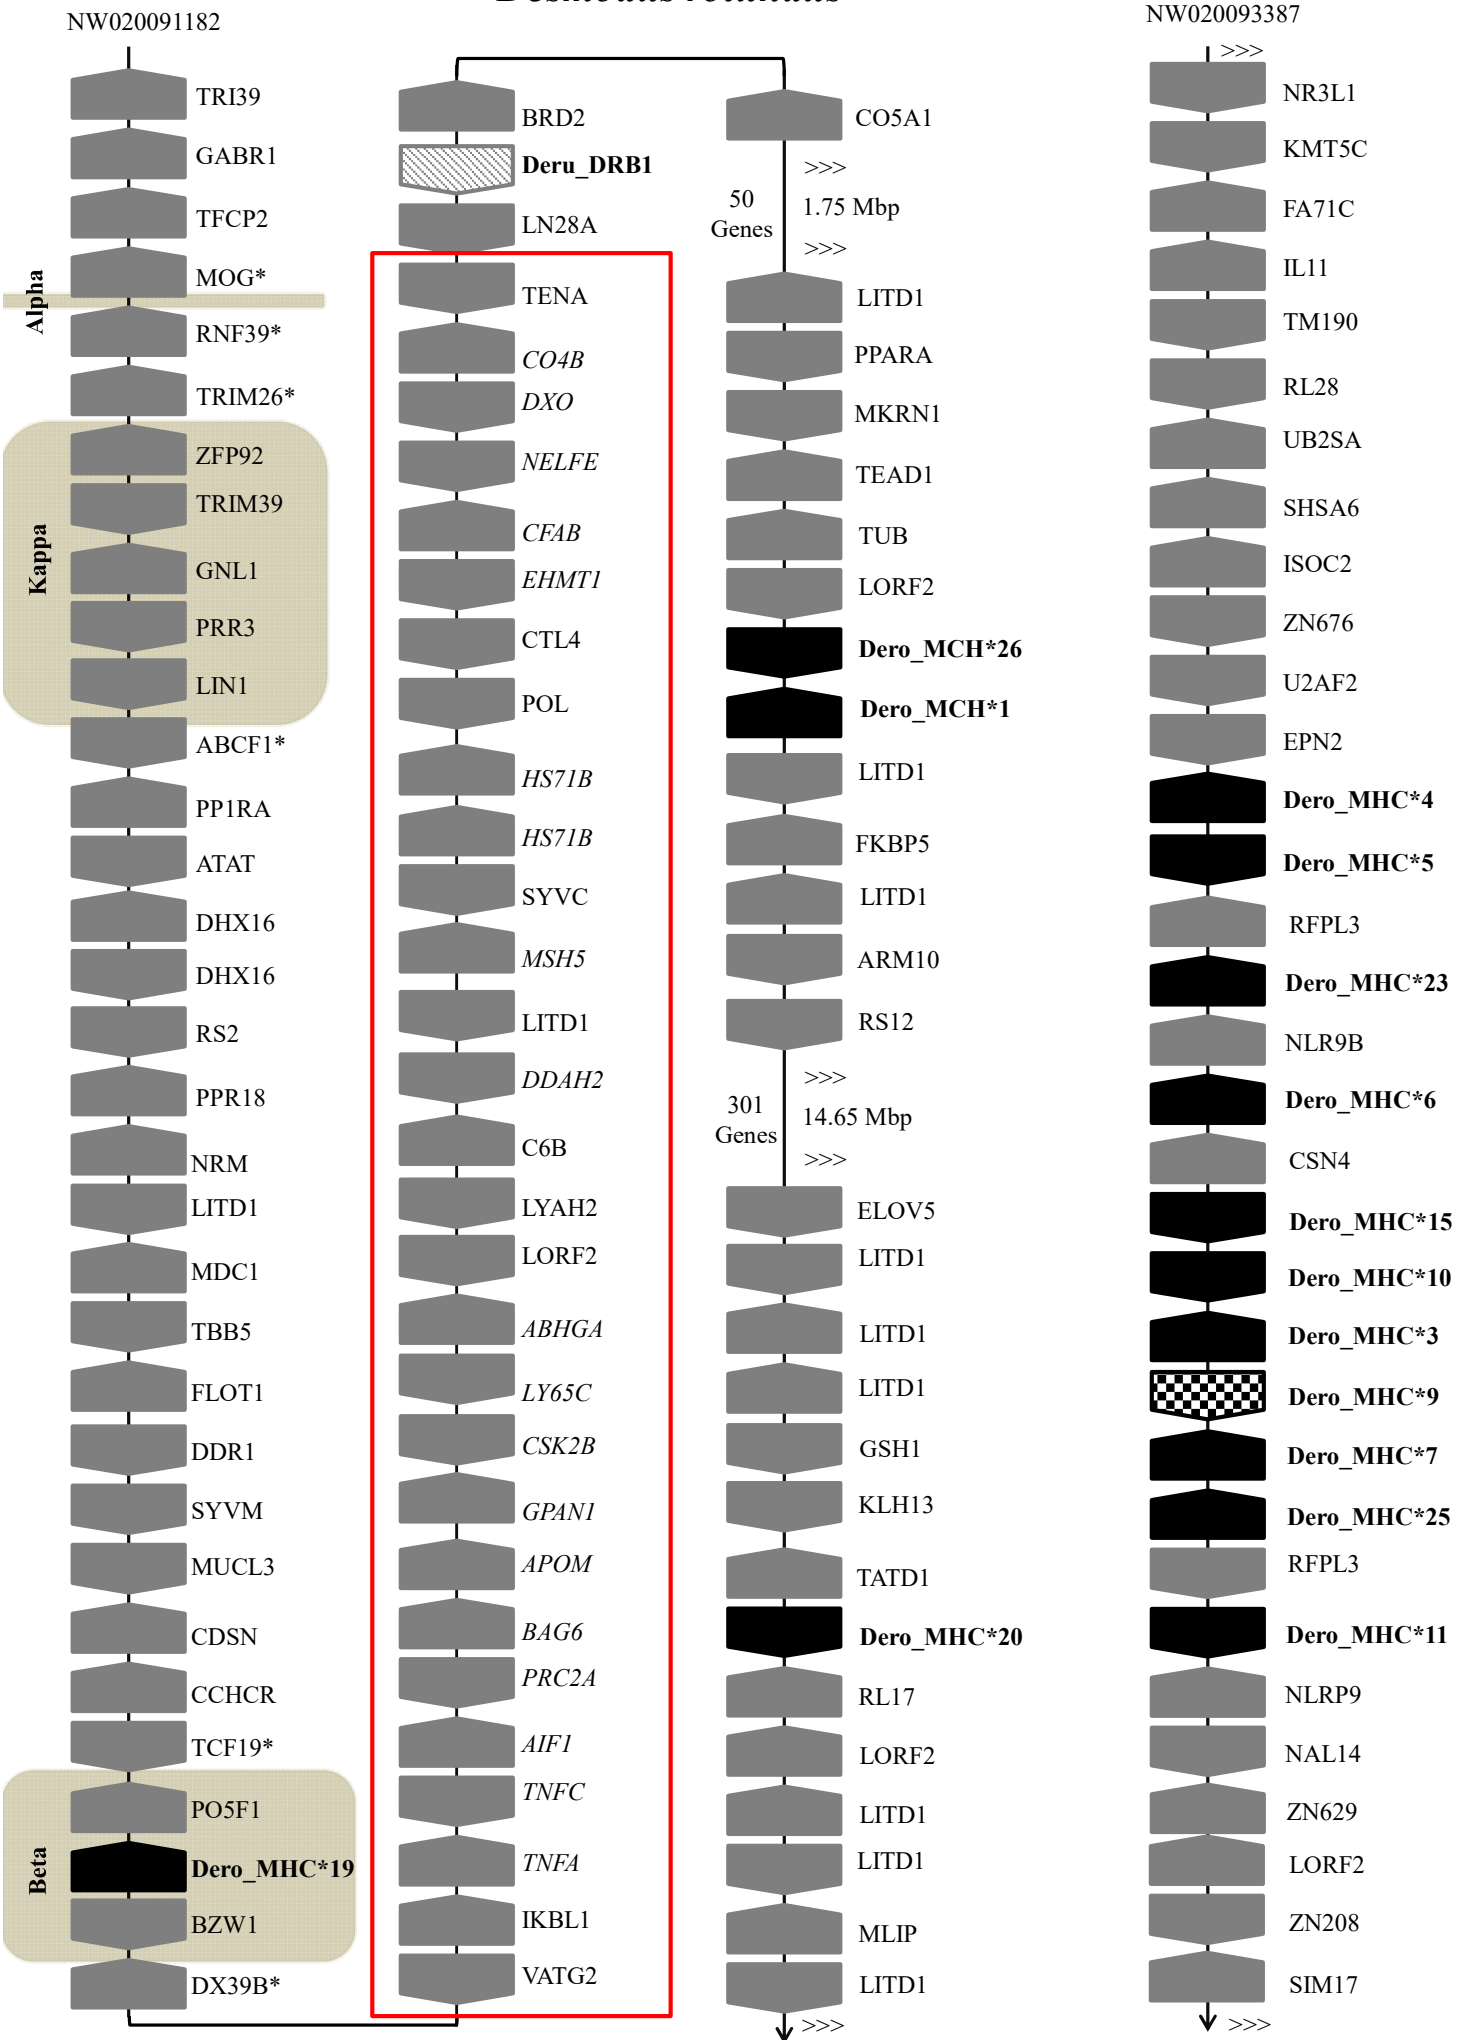 NW020091182
TRI39
GABR1
TFCP2
MOG*
Alpha
RNF39*
TRIM26*
Kappa
ZFP92
TRIM39
GNL1
PRR3
LIN1
ABCF1*
PP1RA
ATAT
DHX16
DHX16
RS2
PPR18
NRM
LITD1
MDC1
TBB5
FLOT1
DDR1
SYVM
MUCL3
CDSN
CCHCR
TCF19*
Beta
PO5F1
Dero_MHC*19
BZW1
DX39B*
BRD2
Deru_DRB1
LN28A
TENA
CO4B
DXO
NELFE
CFAB
EHMT1
CTL4
POL
HS71B
HS71B
SYVC
MSH5
LITD1
DDAH2
C6B
LYAH2
LORF2
ABHGA
LY65C
CSK2B
GPAN1
APOM
BAG6
PRC2A
AIF1
TNFC
TNFA
IKBL1
VATG2
CO5A1
>>>
50
Genes
1.75 Mbp
>>>
LITD1
PPARA
MKRN1
TEAD1
TUB
LORF2
Dero_MCH*26
Dero_MCH*1
LITD1
FKBP5
LITD1
ARM10
RS12
>>>
301
Genes
14.65 Mbp
>>>
ELOV5
LITD1
LITD1
LITD1
GSH1
KLH13
TATD1
Dero_MHC*20
RL17
LORF2
LITD1
LITD1
MLIP
LITD1
>>>
NW020093387
>>>
NR3L1
KMT5C
FA71C
IL11
TM190
RL28
UB2SA
SHSA6
ISOC2
ZN676
U2AF2
EPN2
Dero_MHC*4
Dero_MHC*5
RFPL3
Dero_MHC*23
NLR9B
Dero_MHC*6
CSN4
Dero_MHC*15
Dero_MHC*10
Dero_MHC*3
Dero_MHC*9
Dero_MHC*7
Dero_MHC*25
RFPL3
Dero_MHC*11
NLRP9
NAL14
ZN629
LORF2
ZN208
SIM17
>>>